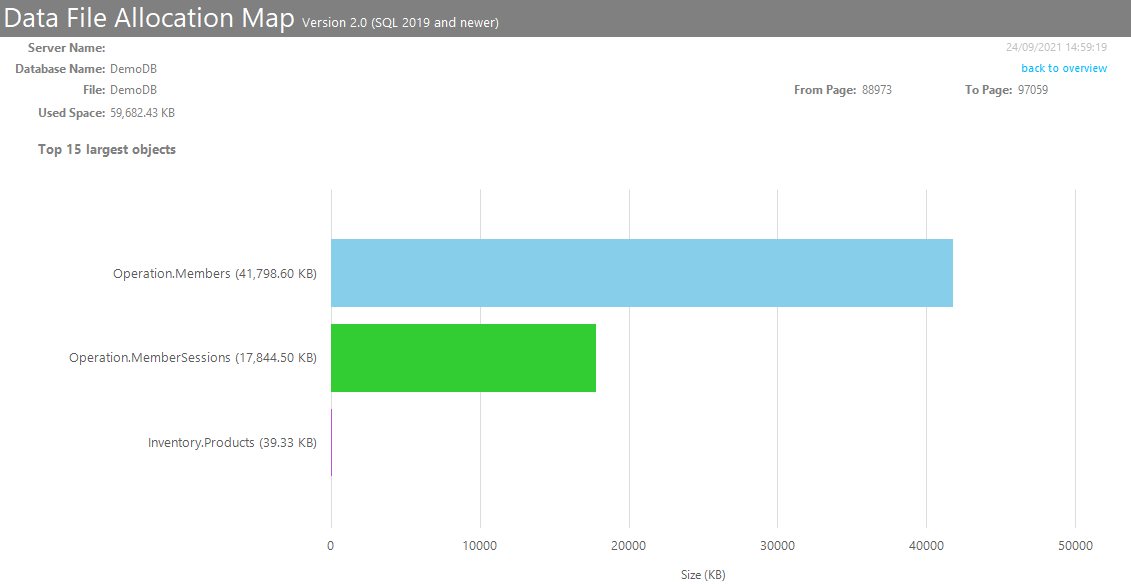 Data File Allocation Map Version 2.0 (SQL 2019 and newer)
Server Name: 24/09/2021 14:59:19
Database Name: DemoDB back to overview
File: DemoDB From Page: 88973 To Page: 97059
Used Space: 59,682.43 KB
Top 15 largest objects
Operation.Members (41,798.60 KB)
Operation.MemberSessions (17,844.50 KB)
Inventory.Products (39.33 KB)
0 10000 20000 30000 40000 50000
Size (KB)